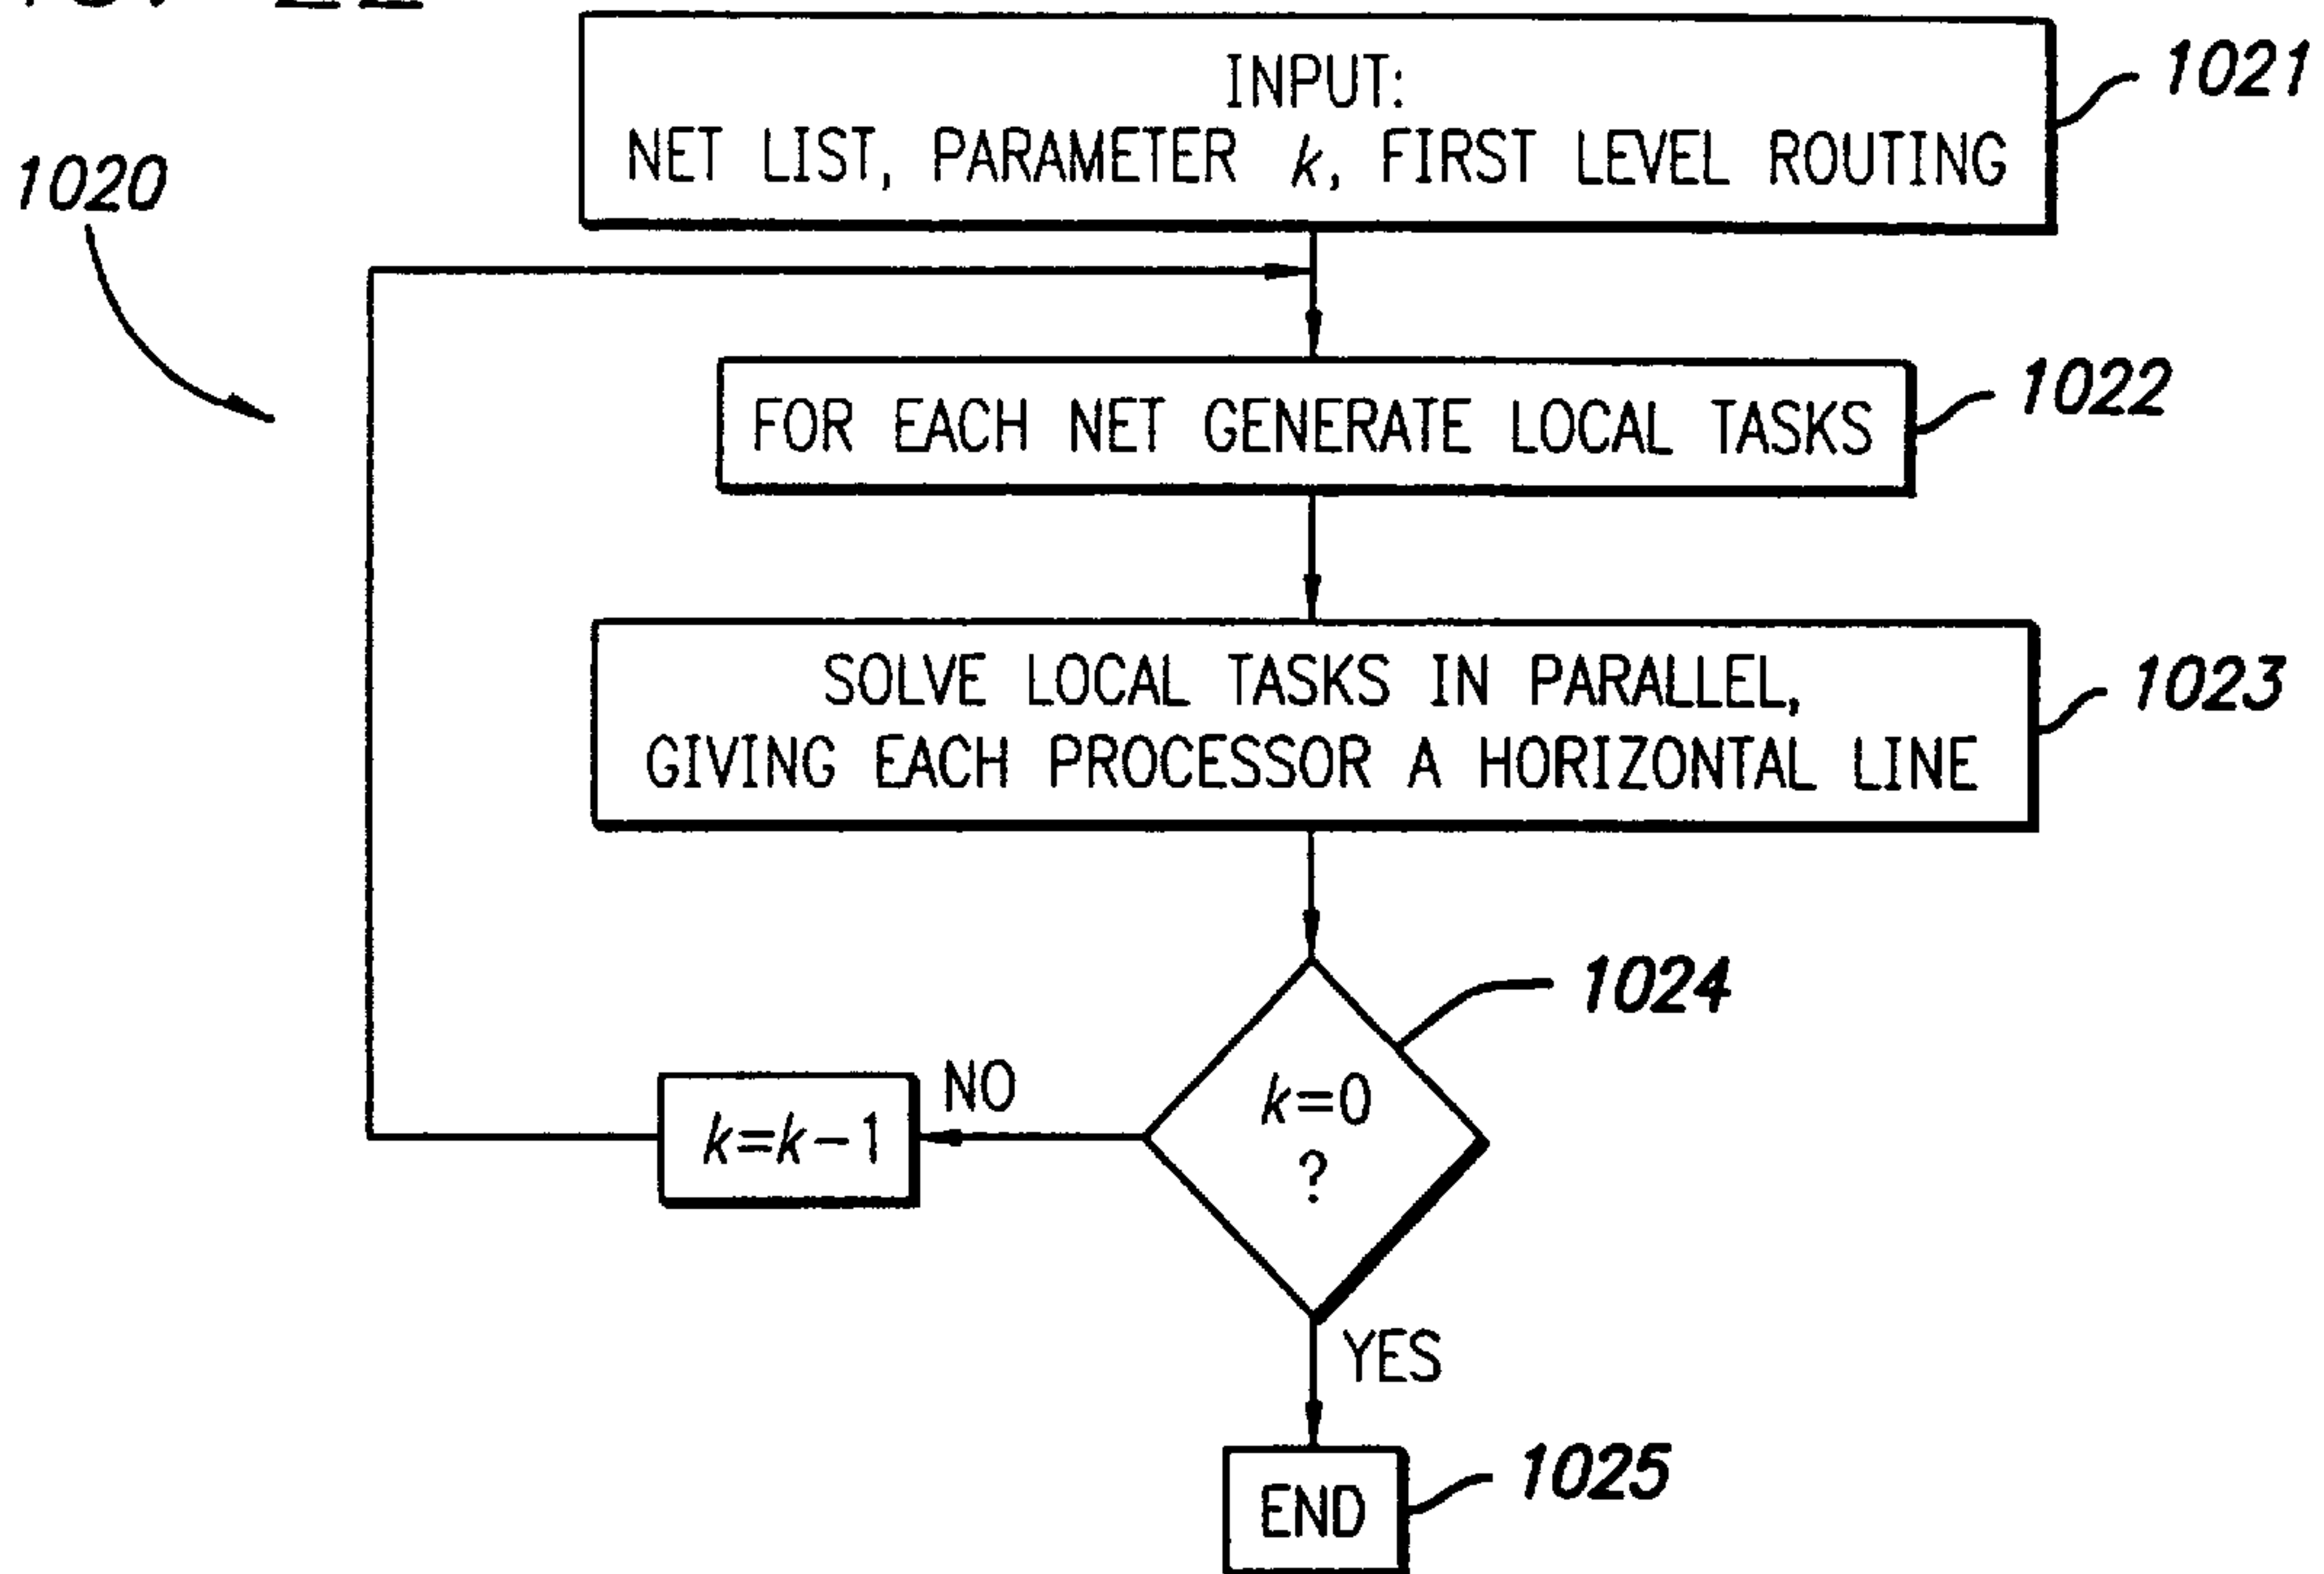 INPUT:
NET LIST, PARAMETER k, FIRST LEVEL ROUTING
1021
1020
FOR EACH NET GENERATE LOCAL TASKS
1022
SOLVE LOCAL TASKS IN PARALLEL,
GIVING EACH PROCESSOR A HORIZONTAL LINE
1023
k=0
?
1024
NO
k=k-1
YES
END
1025